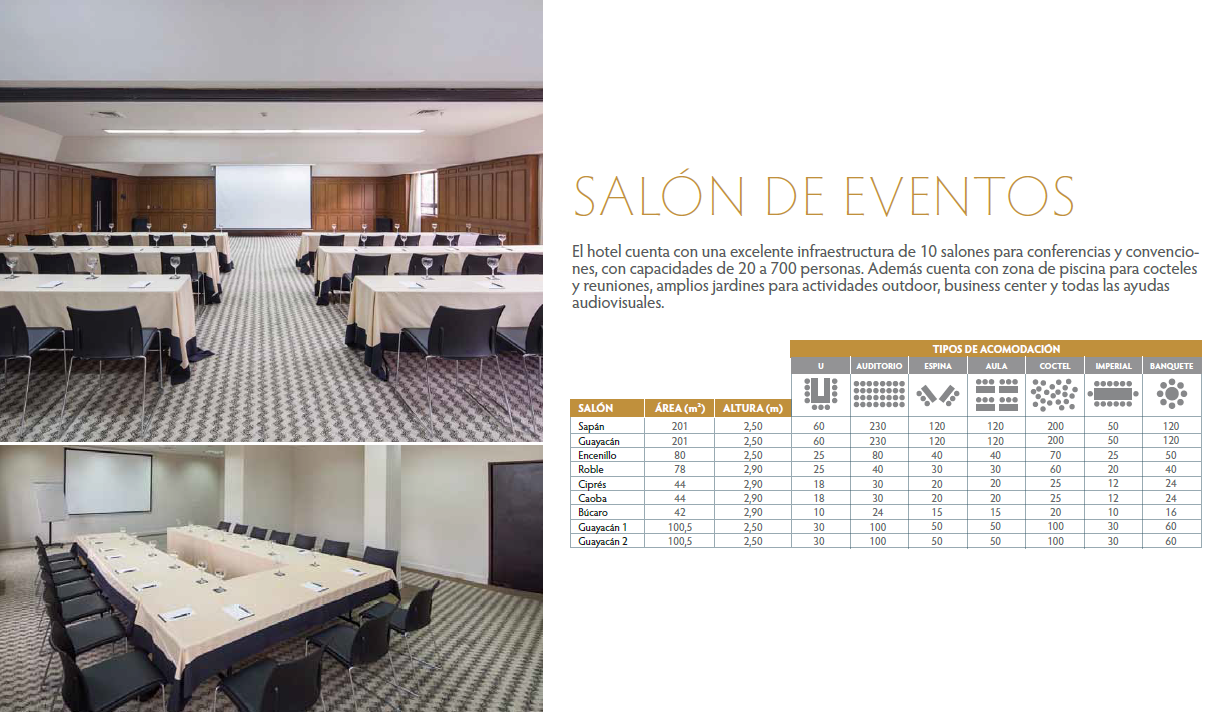 SALÓN DE EVENTOS
El hotel cuenta con una excelente infraestructura de 10 salones para conferencias y convencio-
nes, con capacidades de 20 a 700 personas. Además cuenta con zona de piscina para cocteles
y reuniones, amplios jardines para actividades outdoor, business center y todas las ayudas
audiovisuales.
TIPOS DE ACOMODACIÓN
U AUDITORIO ESPINA AULA COCTEL IMPERIAL BANQUETE
SALÓN ÁREA (m²) ALTURA (m)
Sapán 201 2,50 60 230 120 120 200 50 120
Guayacán 201 2,50 60 230 120 120 200 50 120
Encenillo 80 2,50 25 80 40 40 70 25 50
Roble 78 2,90 25 40 30 30 60 20 40
Ciprés 44 2,90 18 30 20 20 25 12 24
Caoba 44 2,90 18 30 20 20 25 12 24
Búcaro 42 2,90 10 24 15 15 20 10 16
Guayacán 1 100,5 2,50 30 100 50 50 100 30 60
Guayacán 2 100,5 2,50 30 100 50 50 100 30 60